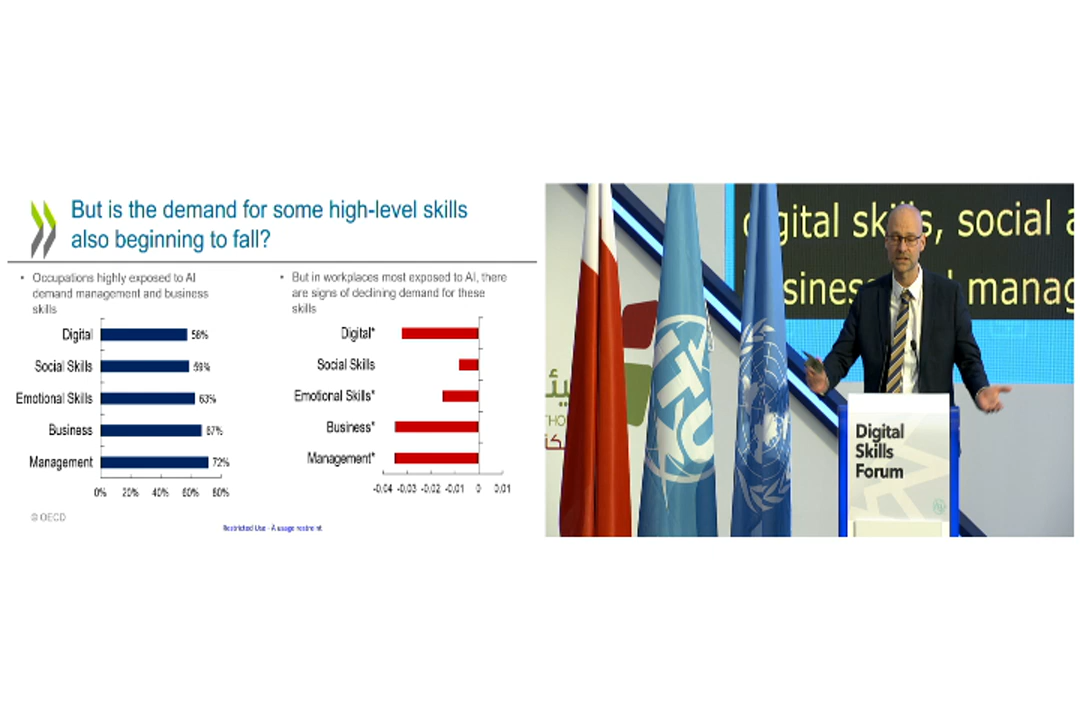 But is the demand for some high-level skills
also beginning to fall?
• Occupations highly exposed to AI
demand management and business
skills
Digital 58%
Social Skills 59%
Emotional Skills 63%
Business 67%
Management 72%
0% 20% 40% 60% 80%
• But in workplaces most exposed to AI, there
are signs of declining demand for these
skills
Digital*
Social Skills
Emotional Skills*
Business*
Management*
-0,04 -0,03 -0,02 -0,01 0 0,01
© OECD
Restricted Use - À usage restreint
digital skills, social a
manag
ITU
Digital
Skills
Forum